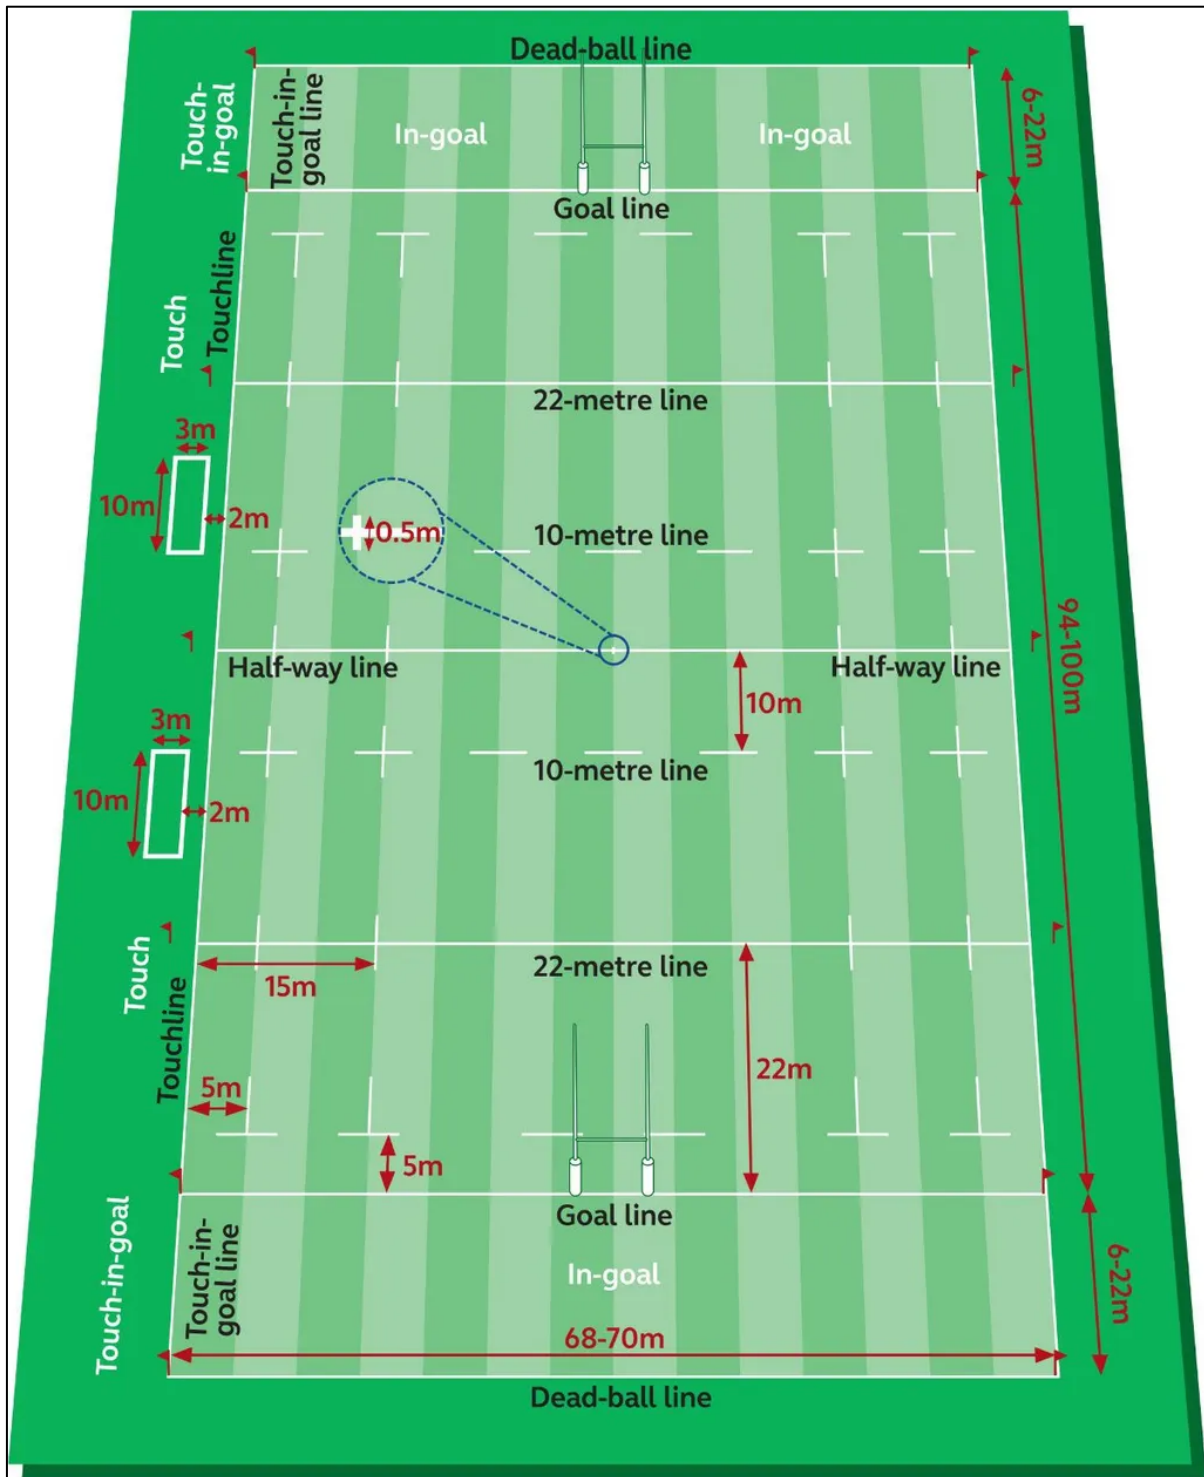 Dead-ball line
Touch-
in-goal
Touch-in-
goal line
In-goal
In-goal
6-22m
Goal line
Touchline
Touch
22-metre line
3m
10m
2m
0.5m
10-metre line
94-100m
Half-way line
Half-way line
10m
3m
10-metre line
10m
2m
Touch
Touchline
22-metre line
15m
22m
5m
5m
Goal line
Touch-in-goal
Touch-in-
goal line
In-goal
6-22m
68-70m
Dead-ball line